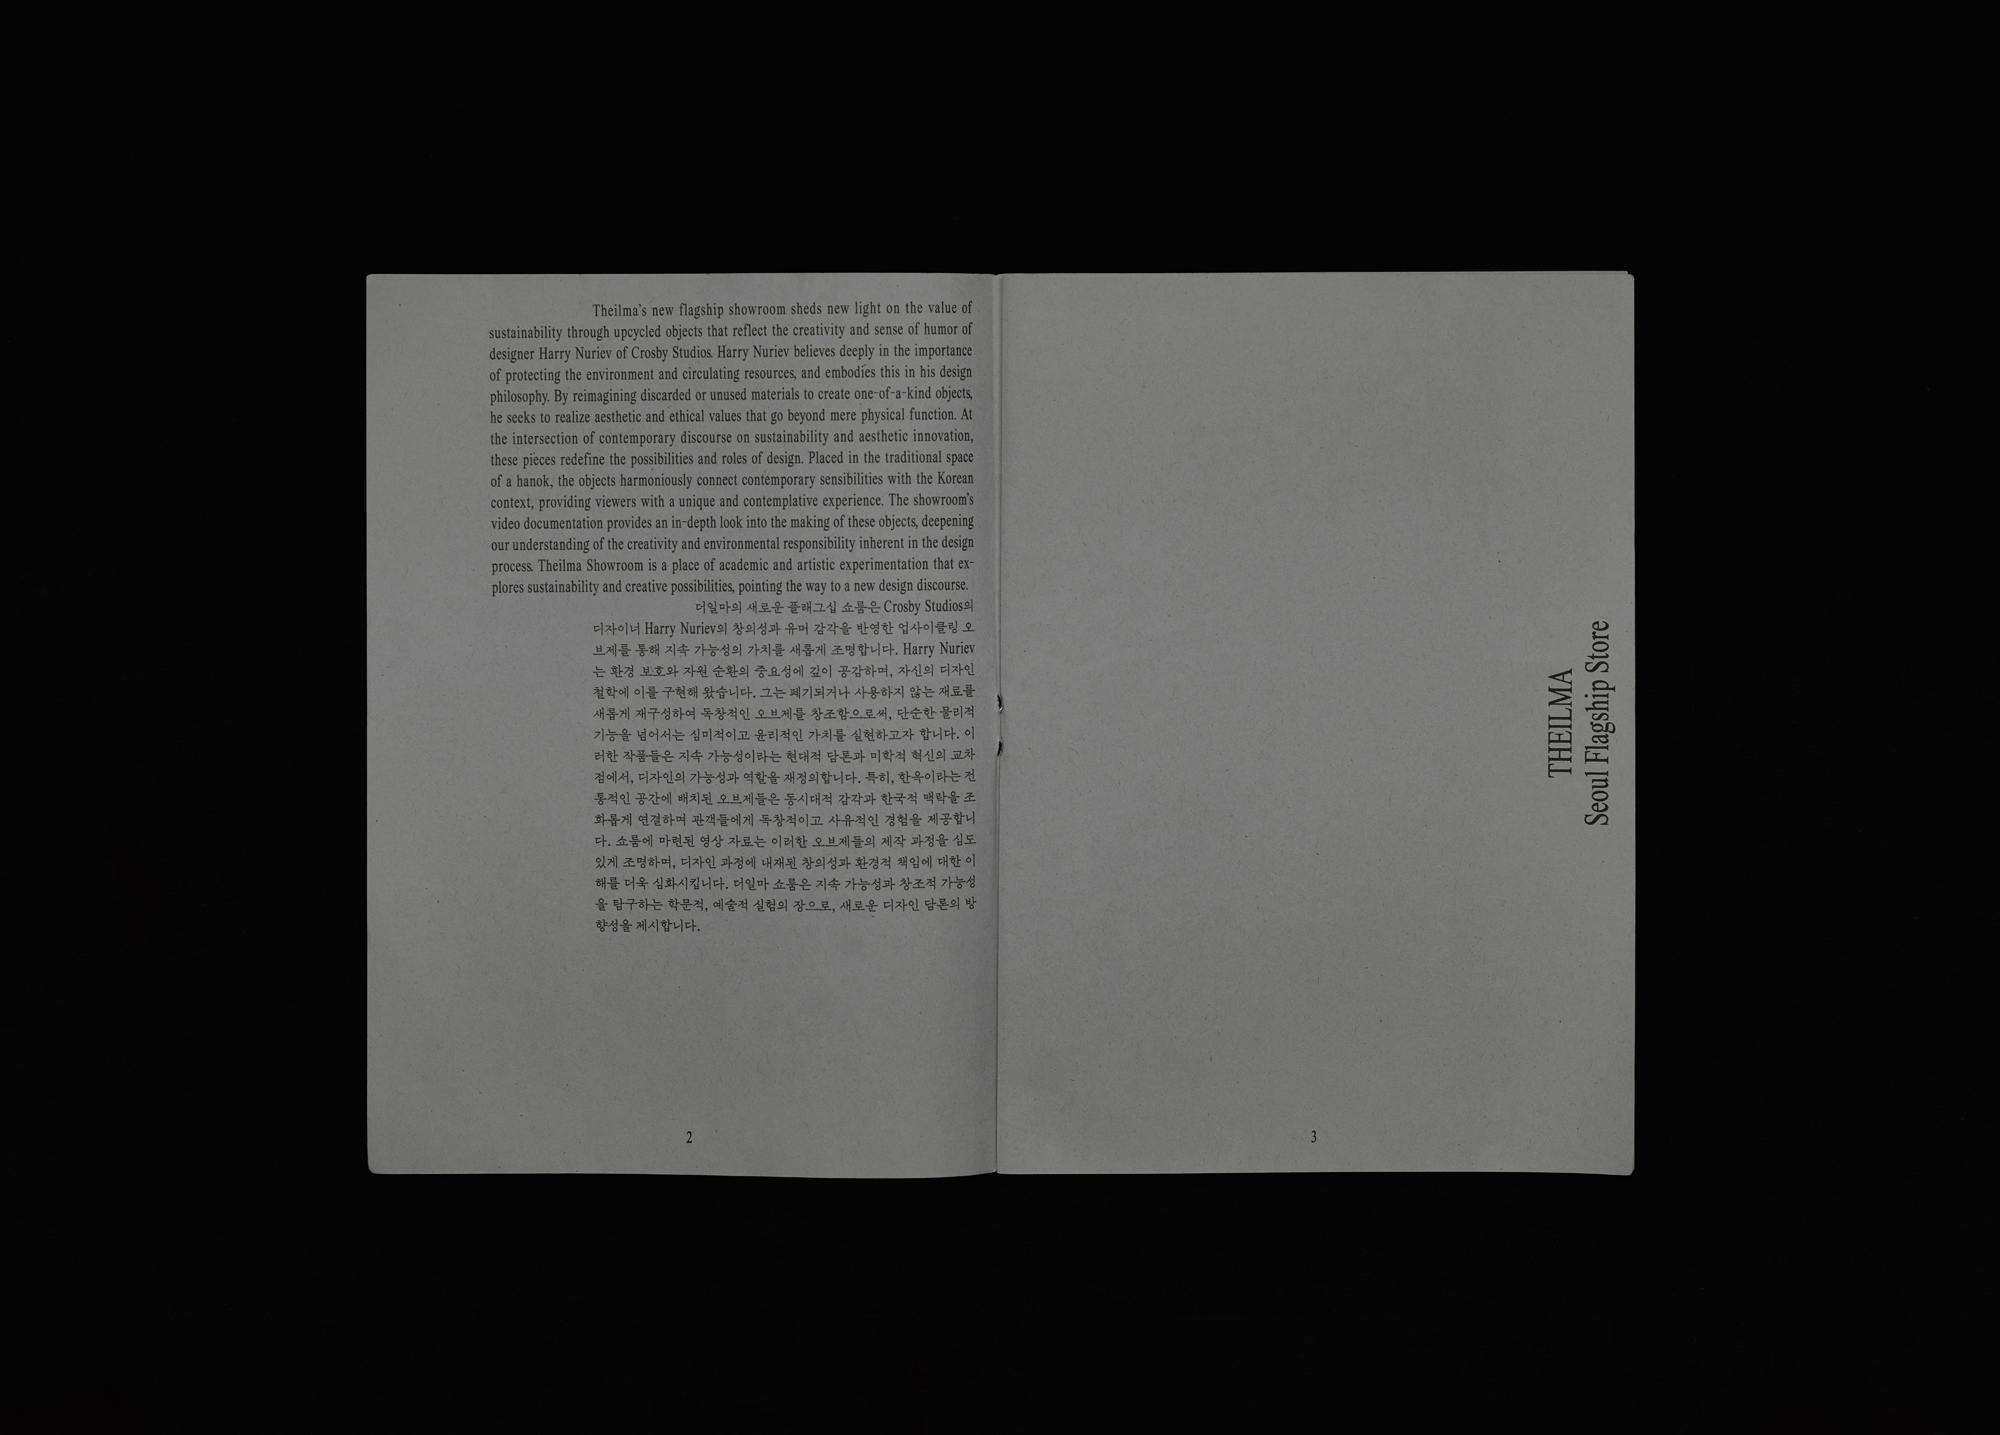 Theilma's new flagship showroom sheds new light on the value of
sustainability through upcycled objects that reflect the creativity and sense of humor of
designer Harry Nuriev of Crosby Studios. Harry Nuriev believes deeply in the importance
of protecting the environment and circulating resources, and embodies this in his design
philosophy. By reimagining discarded or unused materials to create one-of-a-kind objects,
he seeks to realize aesthetic and ethical values that go beyond mere physical function. At
the intersection of contemporary discourse on sustainability and aesthetic innovation,
these pieces redefine the possibilities and roles of design. Placed in the traditional space
of a hanok, the objects harmoniously connect contemporary sensibilities with the Korean
context, providing viewers with a unique and contemplative experience. The showroom's
video documentation provides an in-depth look into the making of these objects, deepening
our understanding of the creativity and environmental responsibility inherent in the design
process. Theilma Showroom is a place of academic and artistic experimentation that ex-
plores sustainability and creative possibilities, pointing the way to a new design discourse.
더일마의 새로운 플래그십 쇼룸은 Crosby Studios의
디자이너 Harry Nuriev의 창의성과 유머 감각을 반영한 업사이클링 오
브제를 통해 지속 가능성의 가치를 새롭게 조명합니다. Harry Nuriev
는 환경 보호와 자원 순환의 중요성에 깊이 공감하며, 자신의 디자인
철학에 이를 구현해 왔습니다. 그는 폐기되거나 사용하지 않는 재료를
새롭게 재구성하여 독창적인 오브제를 창조함으로써, 단순한 물리적
기능을 넘어서는 심미적이고 윤리적인 가치를 실현하고자 합니다. 이
러한 작품들은 지속 가능성이라는 현대적 담론과 미학적 혁신의 교차
점에서, 디자인의 가능성과 역할을 재정의합니다. 특히, 한옥이라는 전
통적인 공간에 배치된 오브제들은 동시대적 감각과 한국적 맥락을 조
화롭게 연결하며 관객들에게 독창적이고 사유적인 경험을 제공합니
다. 쇼룸에 마련된 영상 자료는 이러한 오브제들의 제작 과정을 심도
있게 조명하며, 디자인 과정에 내재된 창의성과 환경적 책임에 대한 이
해를 더욱 심화시킵니다. 더일마 쇼룸은 지속 가능성과 창조적 가능성
을 탐구하는 학문적, 예술적 실험의 장으로, 새로운 디자인 담론의 방
향성을 제시합니다.
2
THEILMA
Seoul Flagship Store
3